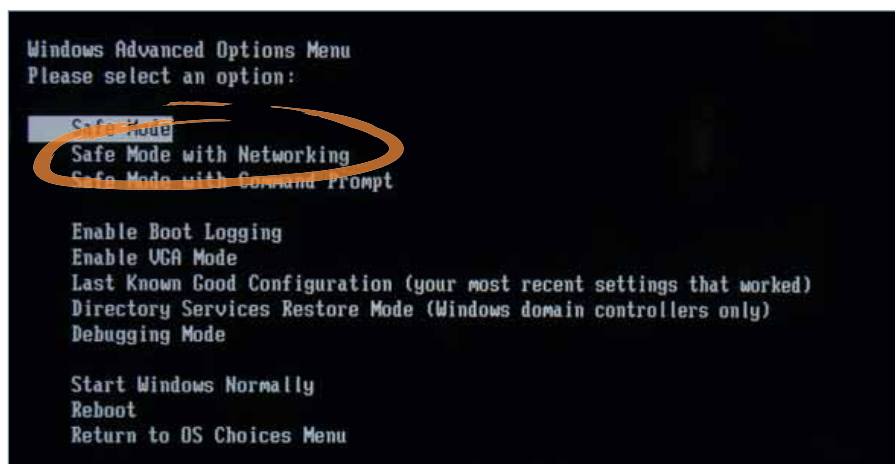 Windows Advanced Options Menu
Please select an option:
Safe Mode
Safe Mode with Networking
Safe Mode with Command Prompt
Enable Boot Logging
Enable VGA Mode
Last Known Good Configuration (your most recent settings that worked)
Directory Services Restore Mode (Windows domain controllers only)
Debugging Mode
Start Windows Normally
Reboot
Return to OS Choices Menu